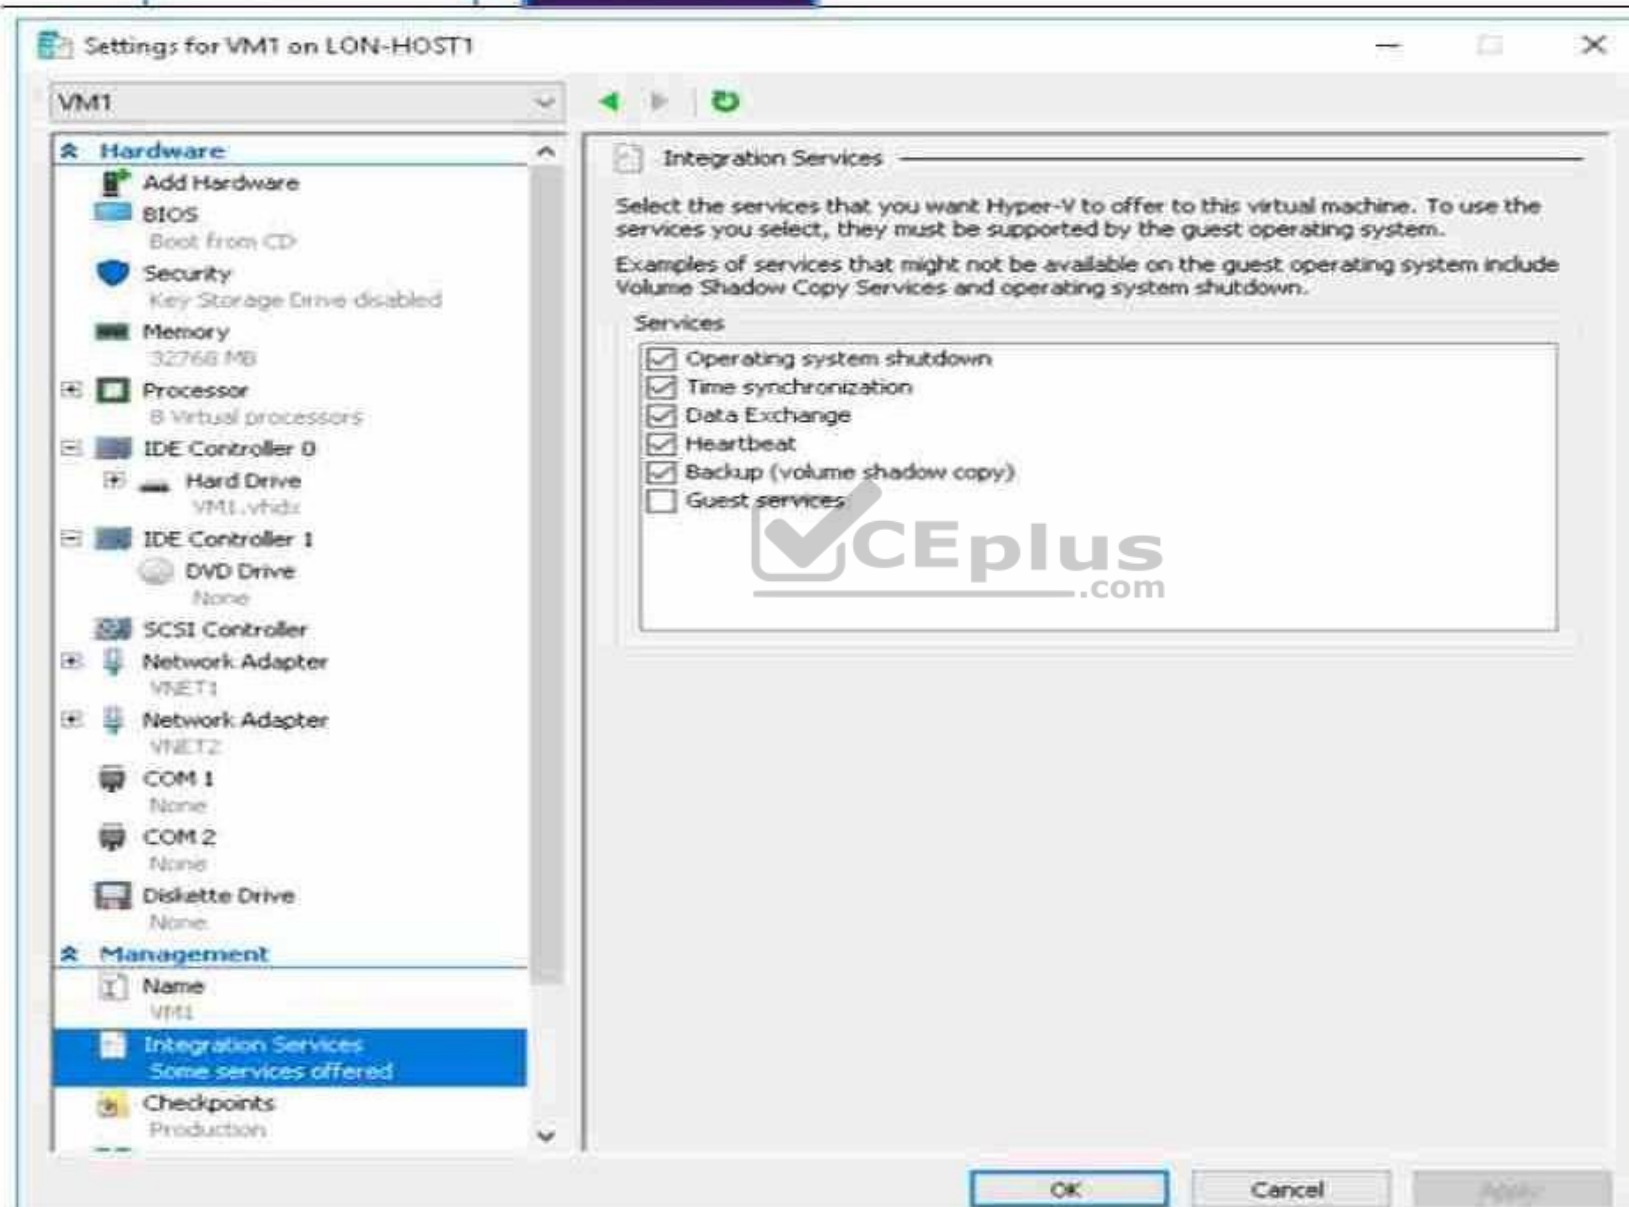 Settings for VM1 on LON-HOST1
VM1
Hardware
Add Hardware
BIOS
Boot from CD
Security
Key Storage Drive disabled
Memory
32768 MB
Processor
8 Virtual processors
IDE Controller 0
Hard Drive
VM1.vhdx
IDE Controller 1
DVD Drive
None
SCSI Controller
Network Adapter
VNET1
Network Adapter
VNET2
COM 1
None
COM 2
None
Diskette Drive
None
Management
Name
VM1
Integration Services
Some services offered
Checkpoints
Production
Integration Services
Select the services that you want Hyper-V to offer to this virtual machine. To use the
services you select, they must be supported by the guest operating system.
Examples of services that might not be available on the guest operating system include
Volume Shadow Copy Services and operating system shutdown.
Services
Operating system shutdown
Time synchronization
Data Exchange
Heartbeat
Backup (volume shadow copy)
Guest services
VCEplus
.com
OK
Cancel
Apply